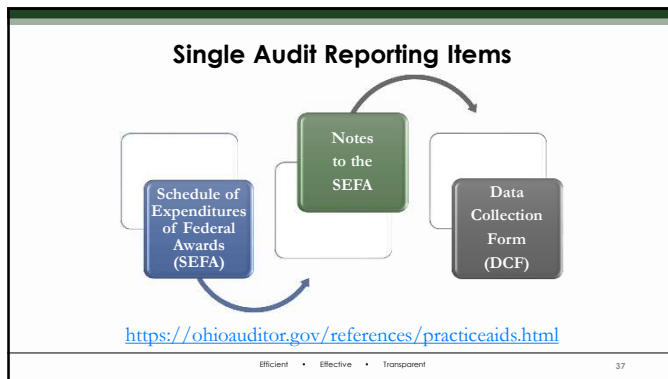 Single Audit Reporting Items
Schedule of
Expenditures
of Federal
Awards
(SEFA)
Notes
to the
SEFA
Data
Collection
Form
(DCF)
https://ohioauditor.gov/references/practiceaids.html
Efficient • Effective • Transparent
37